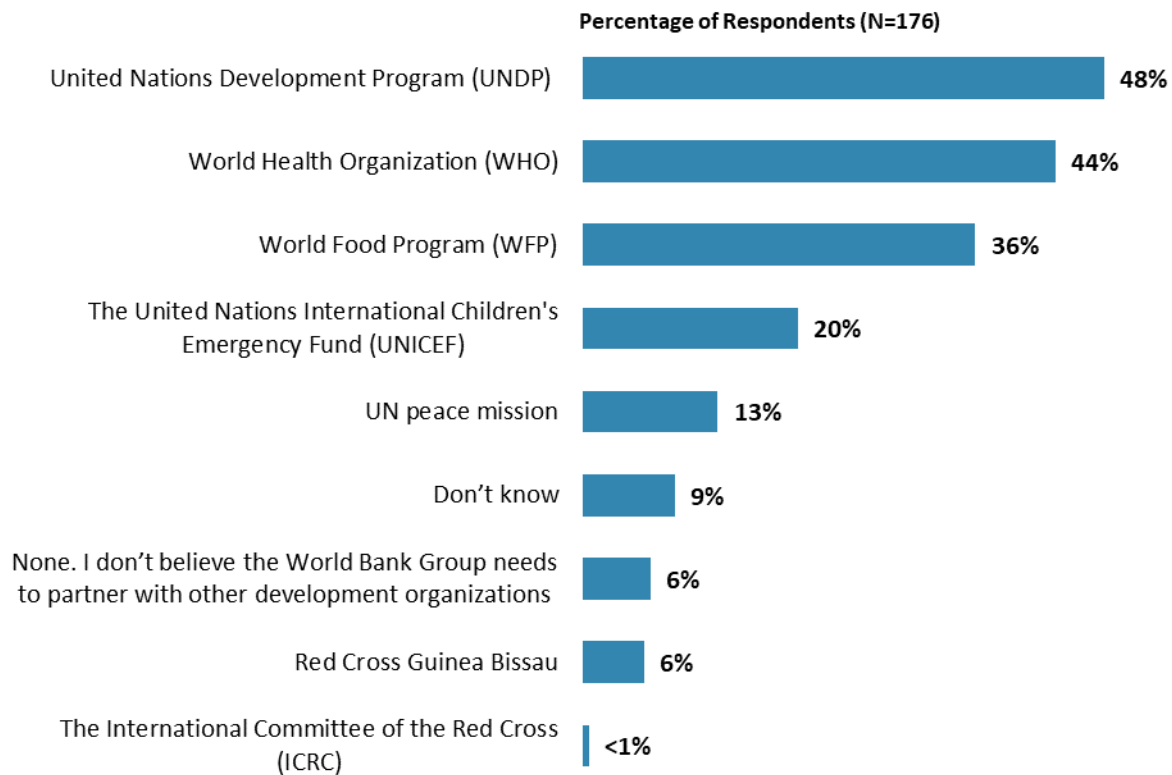 Percentage of Respondents (N=176)
United Nations Development Program (UNDP) 48%
World Health Organization (WHO) 44%
World Food Program (WFP) 36%
The United Nations International Children's
Emergency Fund (UNICEF) 20%
UN peace mission 13%
Don’t know 9%
None. I don’t believe the World Bank Group needs
to partner with other development organizations 6%
Red Cross Guinea Bissau 6%
The International Committee of the Red Cross
(ICRC) <1%